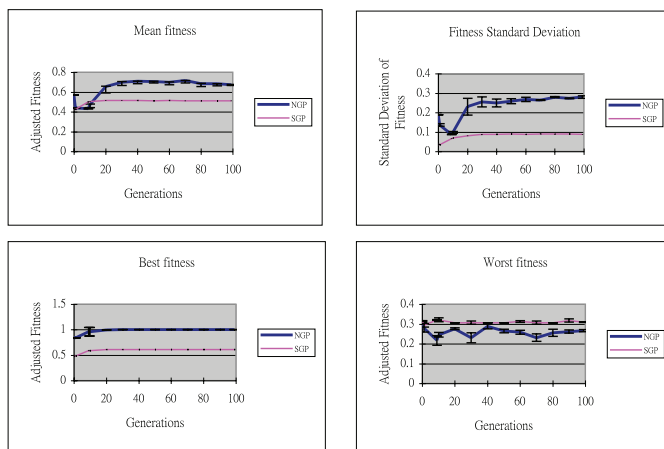 Mean fitness
Adjusted Fitness
0.8
0.6
0.4
0.2
0
0 20 40 60 80 100
Generations
NGP
SGP
Fitness Standard Deviation
Standard Deviation of
Fitness
0.4
0.3
0.2
0.1
0
0 20 40 60 80 100
Generations
NGP
SGP
Best fitness
Adjusted Fitness
1.5
1
0.5
0
0 20 40 60 80 100
Generations
NGP
SGP
Worst fitness
Adjusted Fitness
0.4
0.3
0.2
0.1
0
0 20 40 60 80 100
Generations
NGP
SGP